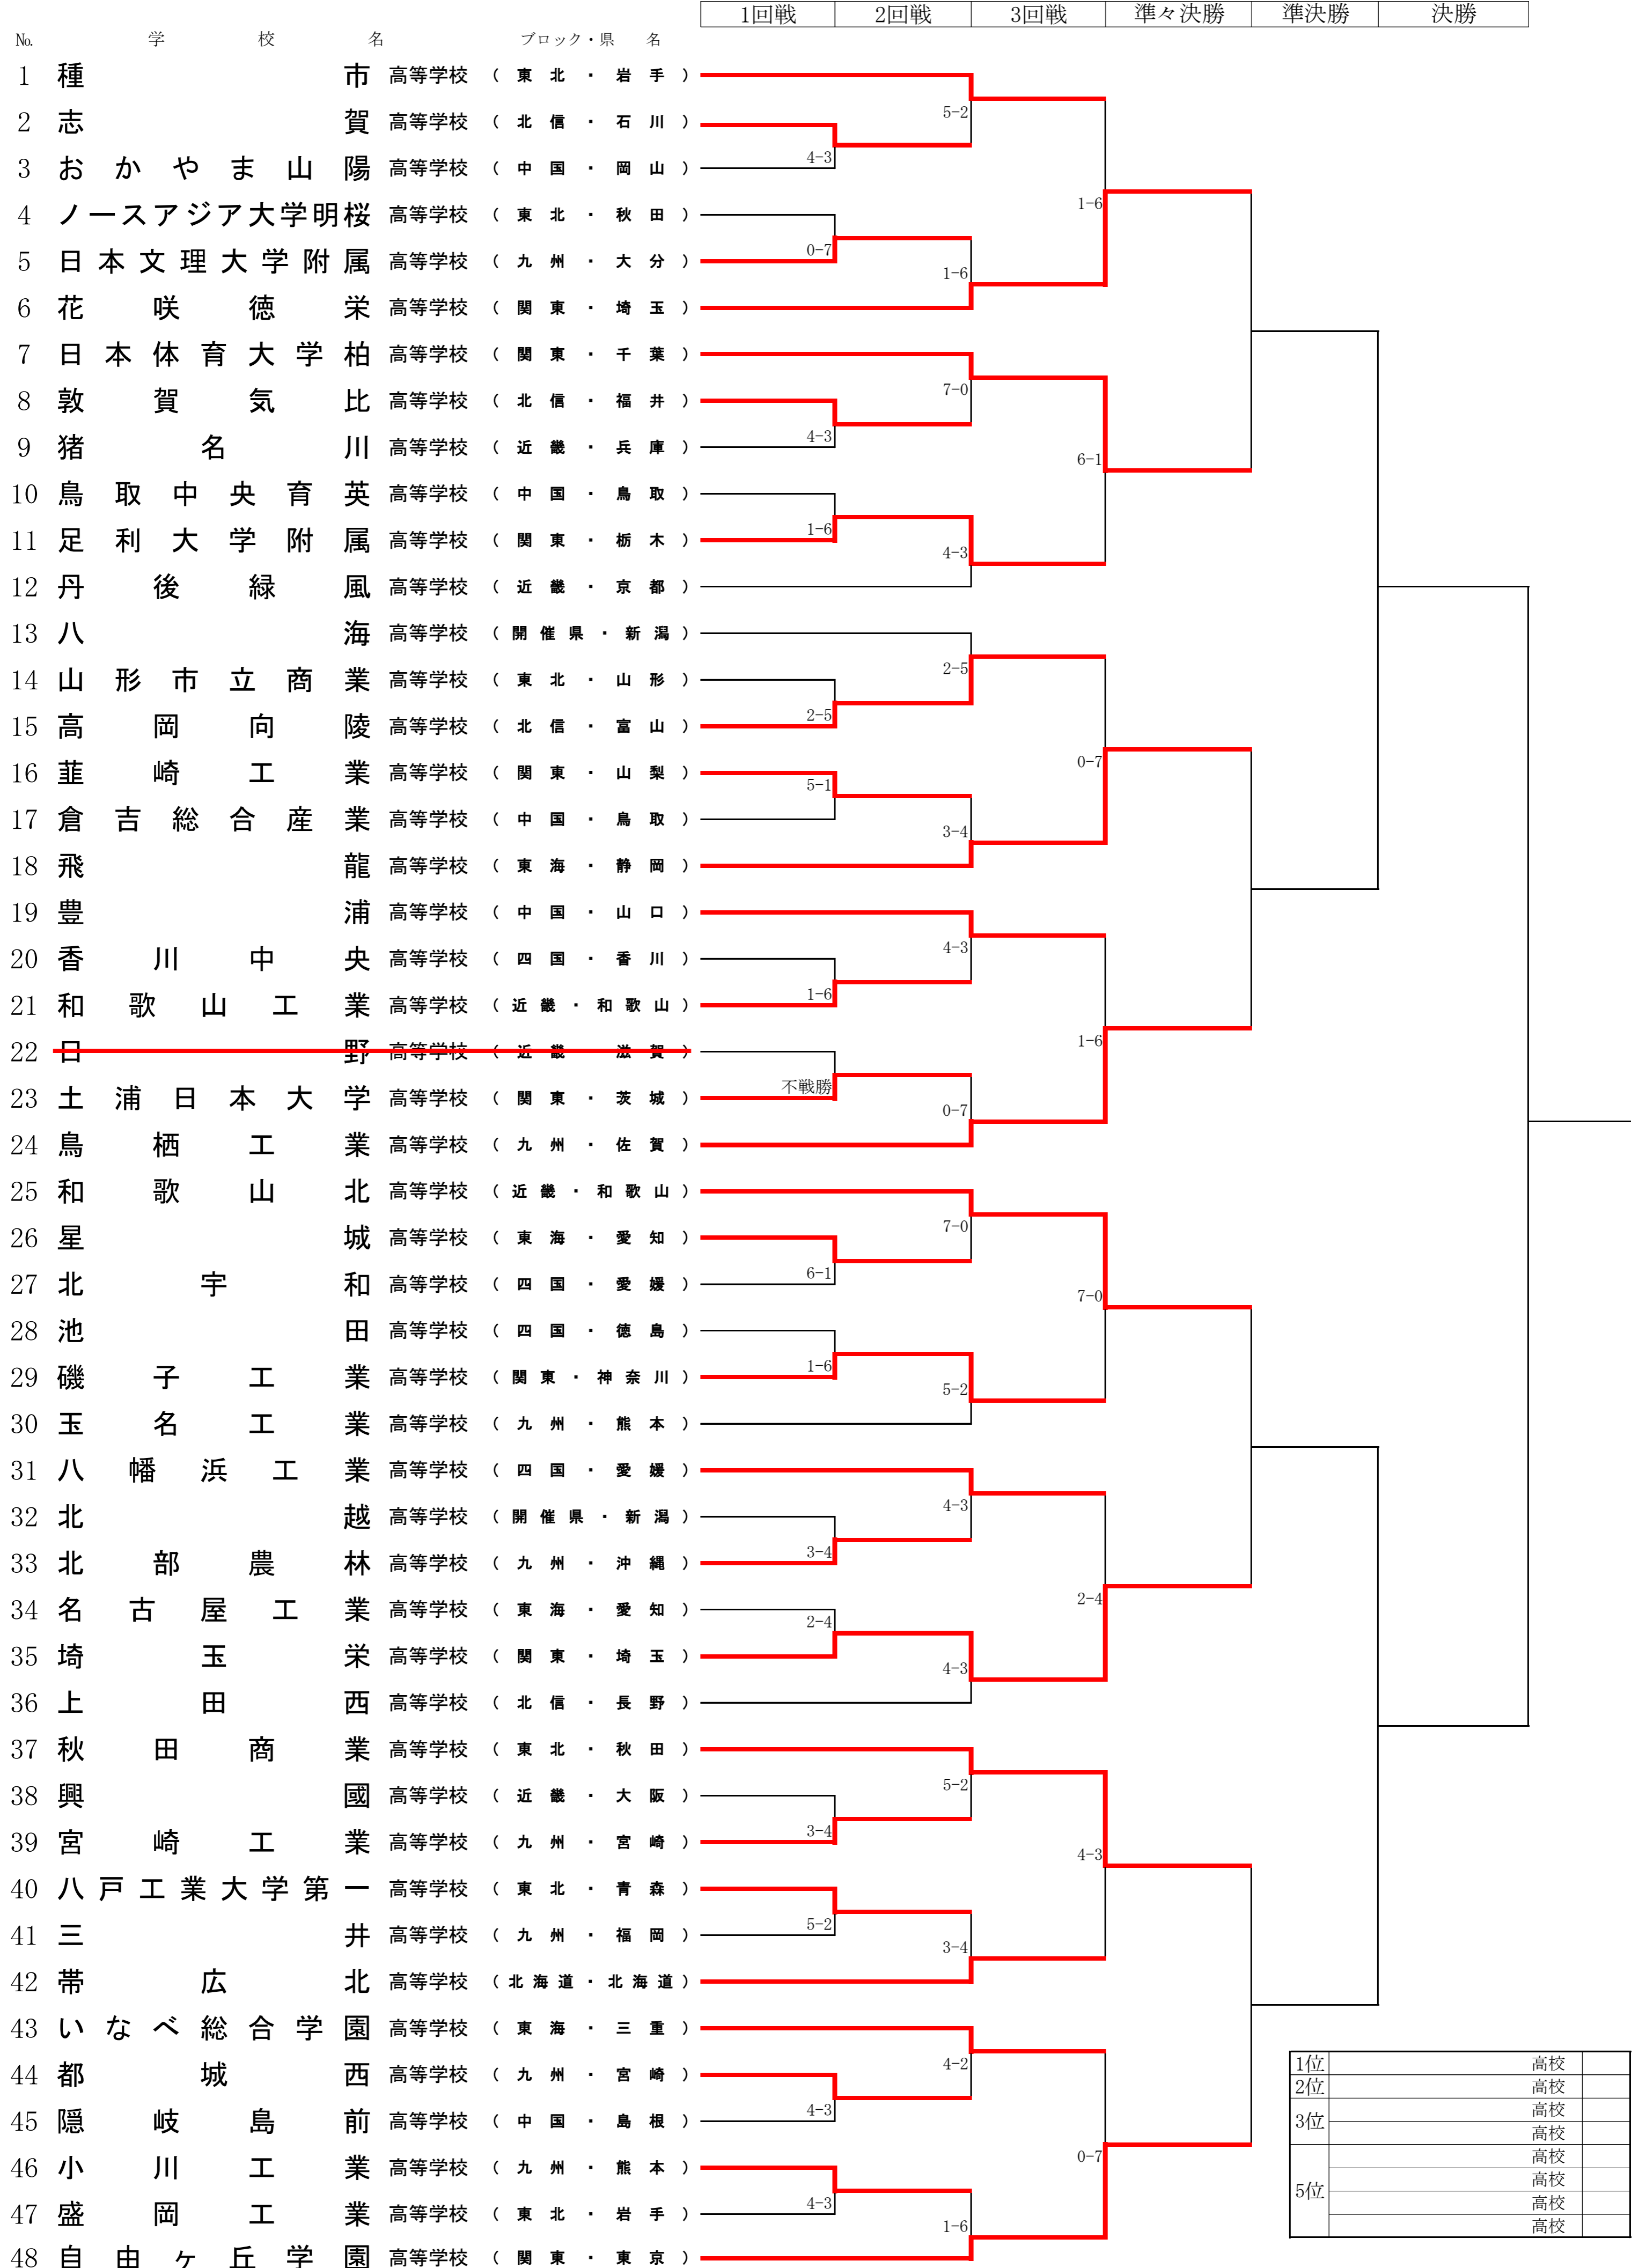 1回戦 2回戦 3回戦 準々決勝 準決勝 決勝
№ 学校名 ブロック・県名
1 種市 高等学校 (東北・岩手)
5-2
2 志賀 高等学校 (北信・石川)
4-3
3 おかやま山陽 高等学校 (中国・岡山)
1-6
4 ノースアジア大学明桜 高等学校 (東北・秋田)
0-7
5 日本文理大学附属 高等学校 (九州・大分)
1-6
6 花咲徳栄 高等学校 (関東・埼玉)
7 日本体育大学柏 高等学校 (関東・千葉)
7-0
8 敦賀気比 高等学校 (北信・福井)
4-3
9 猪名川 高等学校 (近畿・兵庫)
6-1
10 鳥取中央育英 高等学校 (中国・鳥取)
1-6
11 足利大学附属 高等学校 (関東・栃木)
4-3
12 丹後緑風 高等学校 (近畿・京都)
13 八海 高等学校 (開催県・新潟)
2-5
14 山形市立商業 高等学校 (東北・山形)
2-5
15 高岡向陵 高等学校 (北信・富山)
0-7
16 韮崎工業 高等学校 (関東・山梨)
5-1
17 倉吉総合産業 高等学校 (中国・鳥取)
3-4
18 飛龍 高等学校 (東海・静岡)
19 豊浦 高等学校 (中国・山口)
4-3
20 香川中央 高等学校 (四国・香川)
1-6
21 和歌山工業 高等学校 (近畿・和歌山)
1-6
22 日野 高等学校 (近畿・滋賀)
不戦勝
23 土浦日本大学 高等学校 (関東・茨城)
0-7
24 鳥栖工業 高等学校 (九州・佐賀)
25 和歌山北 高等学校 (近畿・和歌山)
7-0
26 星城 高等学校 (東海・愛知)
6-1
27 北宇和 高等学校 (四国・愛媛)
7-0
28 池田 高等学校 (四国・徳島)
1-6
29 磯子工業 高等学校 (関東・神奈川)
5-2
30 玉名工業 高等学校 (九州・熊本)
31 八幡浜工業 高等学校 (四国・愛媛)
4-3
32 北越 高等学校 (開催県・新潟)
3-4
33 北部農林 高等学校 (九州・沖縄)
2-4
34 名古屋工業 高等学校 (東海・愛知)
2-4
35 埼玉栄 高等学校 (関東・埼玉)
4-3
36 上田西 高等学校 (北信・長野)
37 秋田商業 高等学校 (東北・秋田)
5-2
38 興國 高等学校 (近畿・大阪)
3-4
39 宮崎工業 高等学校 (九州・宮崎)
4-3
40 八戸工業大学第一 高等学校 (東北・青森)
5-2
41 三井 高等学校 (九州・福岡)
3-4
42 帯広北 高等学校 (北海道・北海道)
43 いなべ総合学園 高等学校 (東海・三重)
4-2
44 都城西 高等学校 (九州・宮崎)
4-3
45 隠岐島前 高等学校 (中国・島根)
0-7
46 小川工業 高等学校 (九州・熊本)
4-3
47 盛岡工業 高等学校 (東北・岩手)
1-6
48 自由ヶ丘学園 高等学校 (関東・東京)
1位 高校
2位 高校
3位 高校
高校
5位 高校
高校
高校
高校